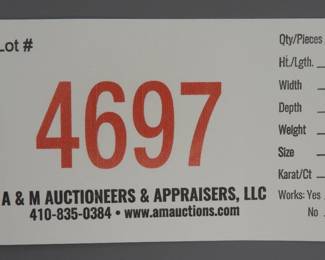 Lot #
4697
A & M AUCTIONEERS & APPRAISERS, LLC
410-835-0384 • www.amauctions.com
Qty/Pieces
Ht./Lgth.
Width
Depth
Weight
Size
Karat/Ct
Works: Yes
No